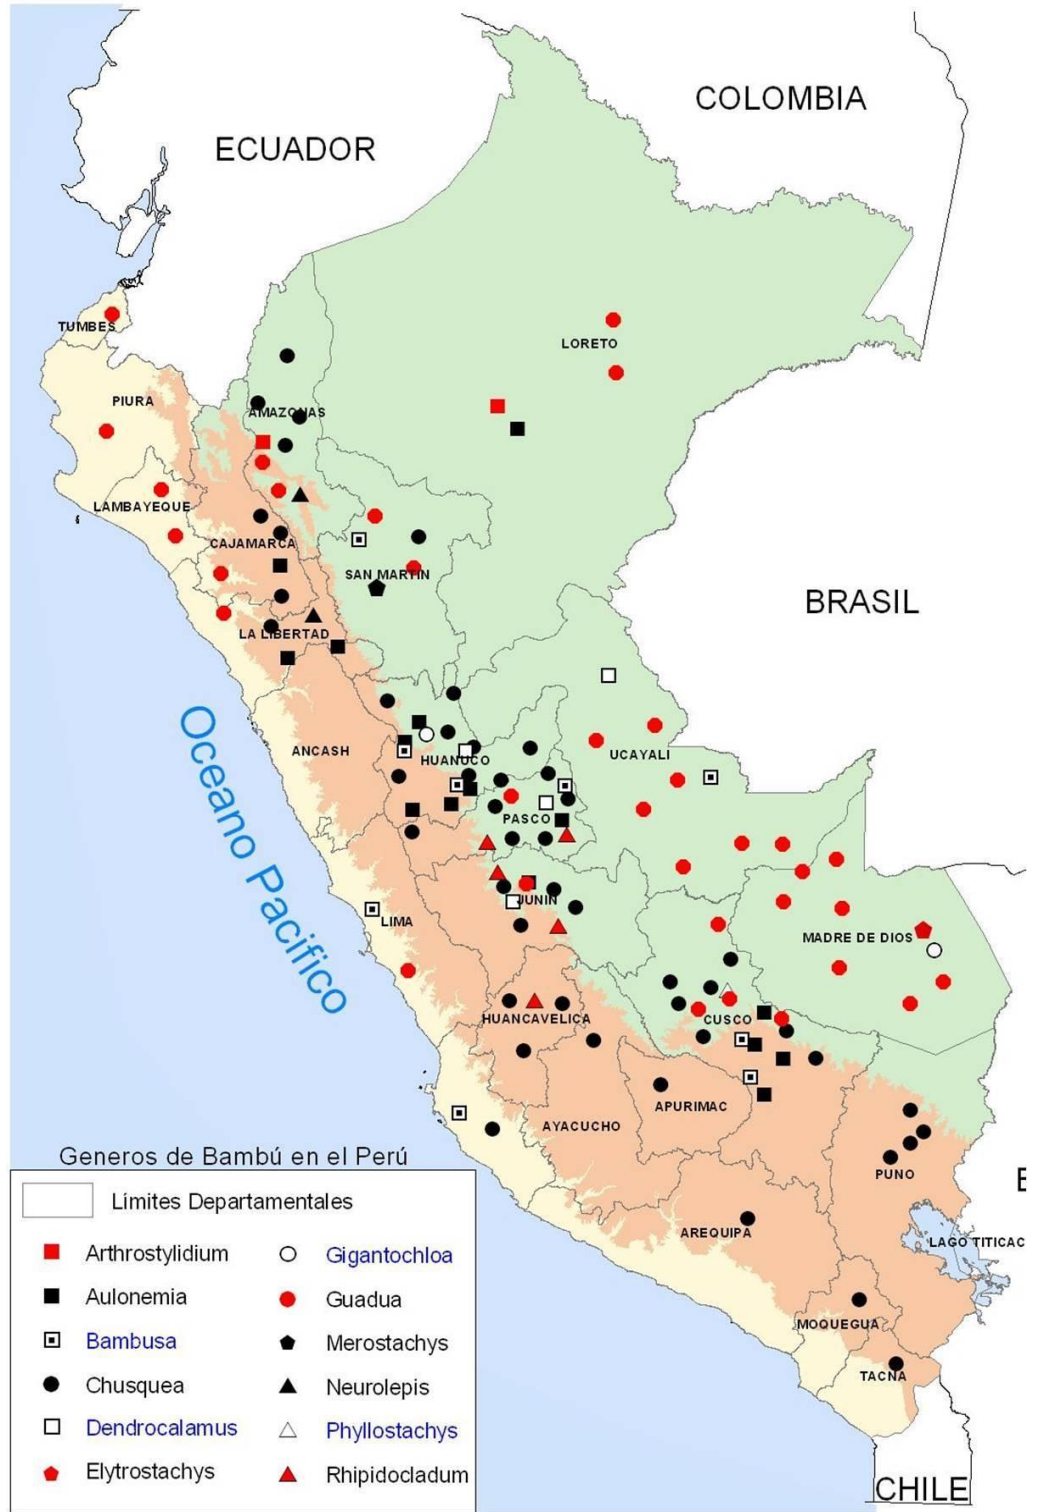 COLOMBIA
ECUADOR
TUMBES
LORETO
PIURA
AMAZONAS
LAMBAYEQUE
CAJAMARCA
SAN MARTIN
BRASIL
LA LIBERTAD
Oceano Pacifico
ANCASH
HUANUCO
UCAYALI
PASCO
JUNIN
LIMA
MADRE DE DIOS
HUANCAVELICA
CUSCO
APURIMAC
AYACUCHO
PUNO
AREQUIPA
LAGO TITICAC
MOQUEGUA
TACNA
CHILE
Generos de Bambú en el Perú
Límites Departamentales
Arthrostylidium
Aulonemia
Bambusa
Chusquea
Dendrocalamus
Elytrostachys
Gigantochloa
Guadua
Merostachys
Neurolepis
Phyllostachys
Rhipidocladum